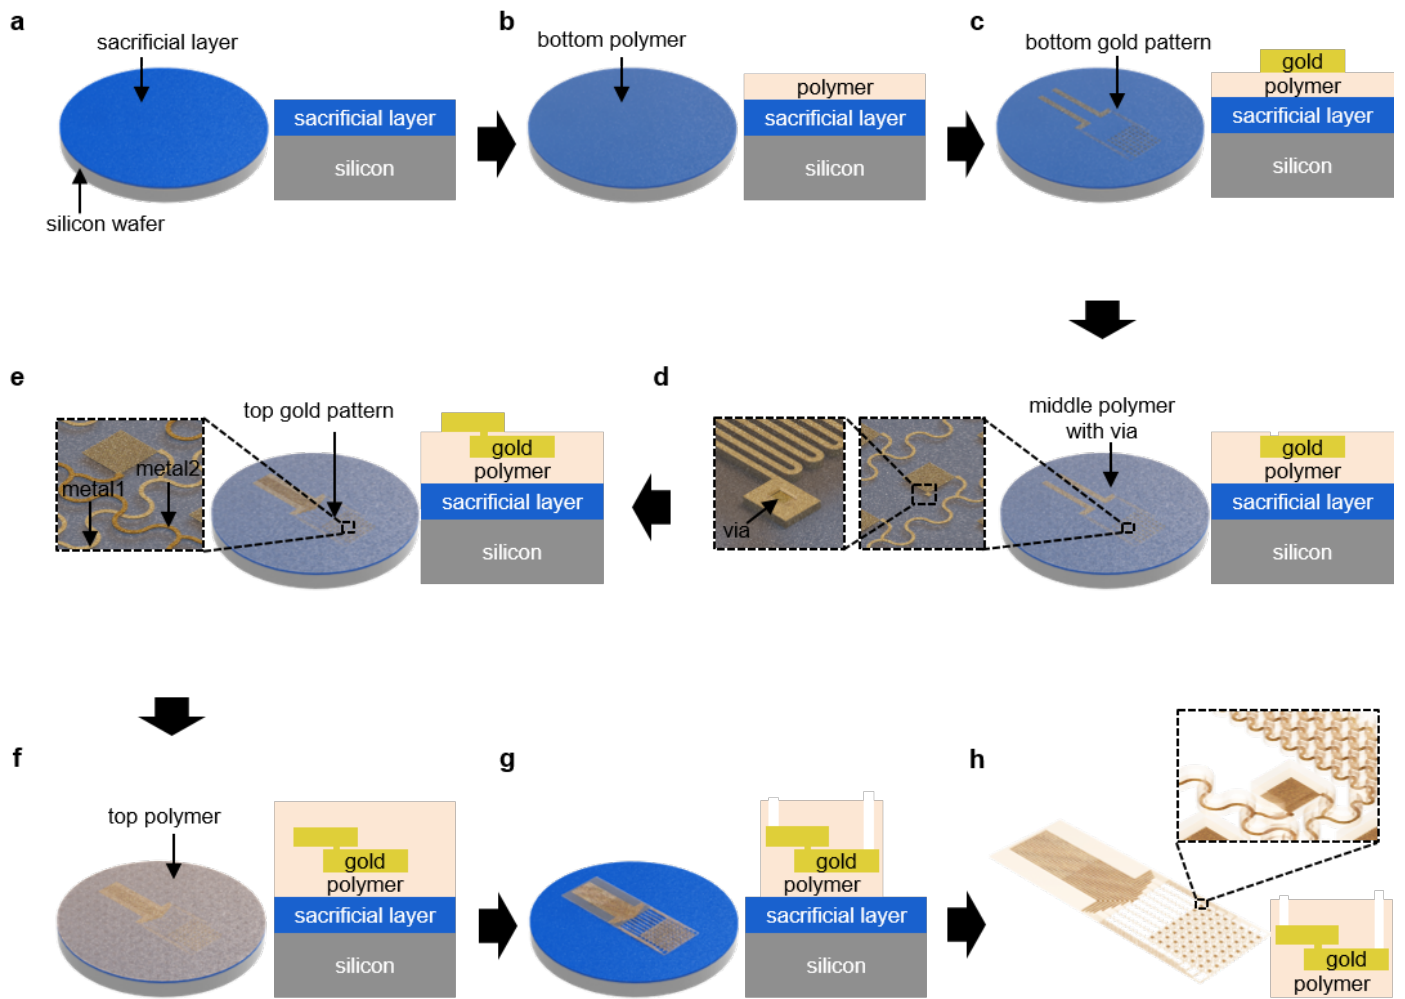 a
sacrificial layer
silicon wafer
sacrificial layer
silicon
b
bottom polymer
polymer
sacrificial layer
silicon
c
bottom gold pattern
gold
polymer
sacrificial layer
silicon
d
via
middle polymer
with via
gold
polymer
sacrificial layer
silicon
e
metal1
metal2
top gold pattern
gold
polymer
sacrificial layer
silicon
f
top polymer
gold
polymer
sacrificial layer
silicon
g
gold
polymer
sacrificial layer
silicon
h
gold
polymer